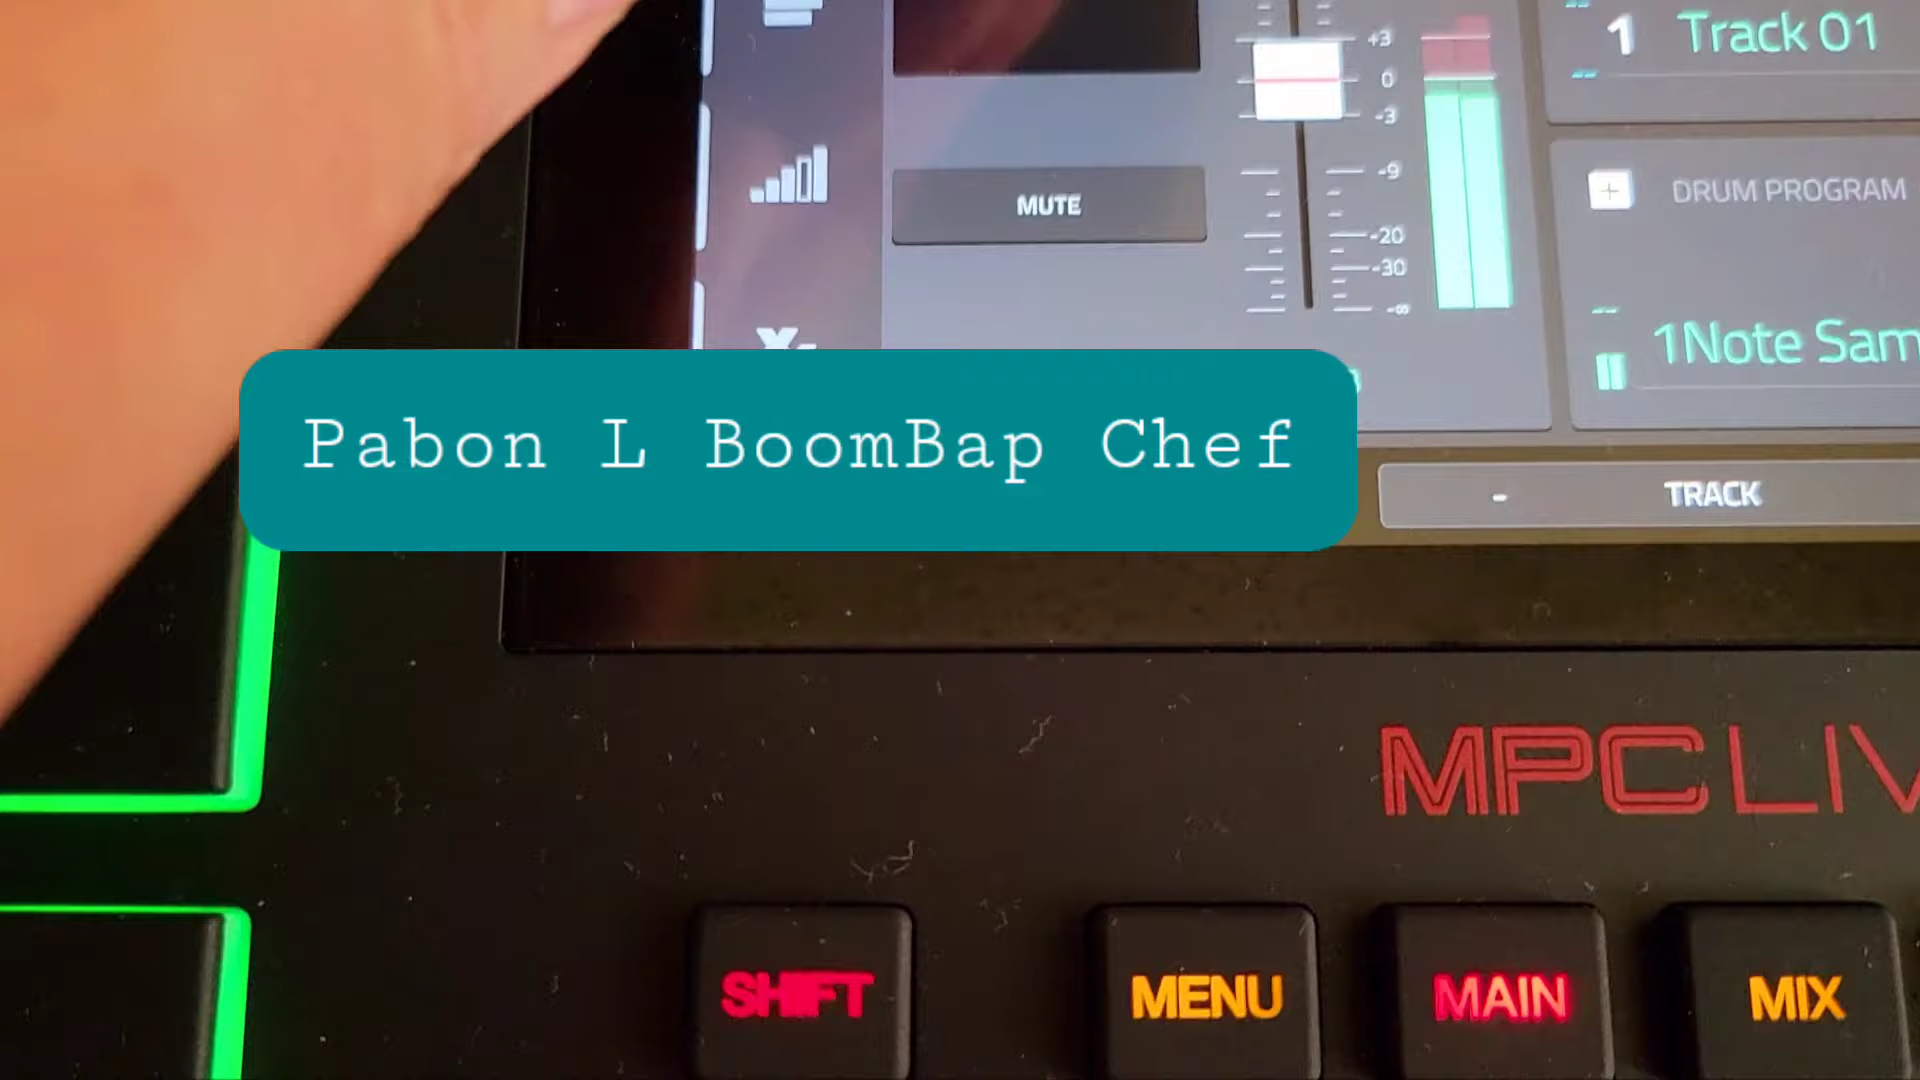 +3
0
-3
-9
-20
-30
-∞
MUTE
1 Track 01
DRUM PROGRAM
1Note Sam
Pabon L BoomBap Chef
- TRACK
MPC LIV
SHIFT
MENU
MAIN
MIX